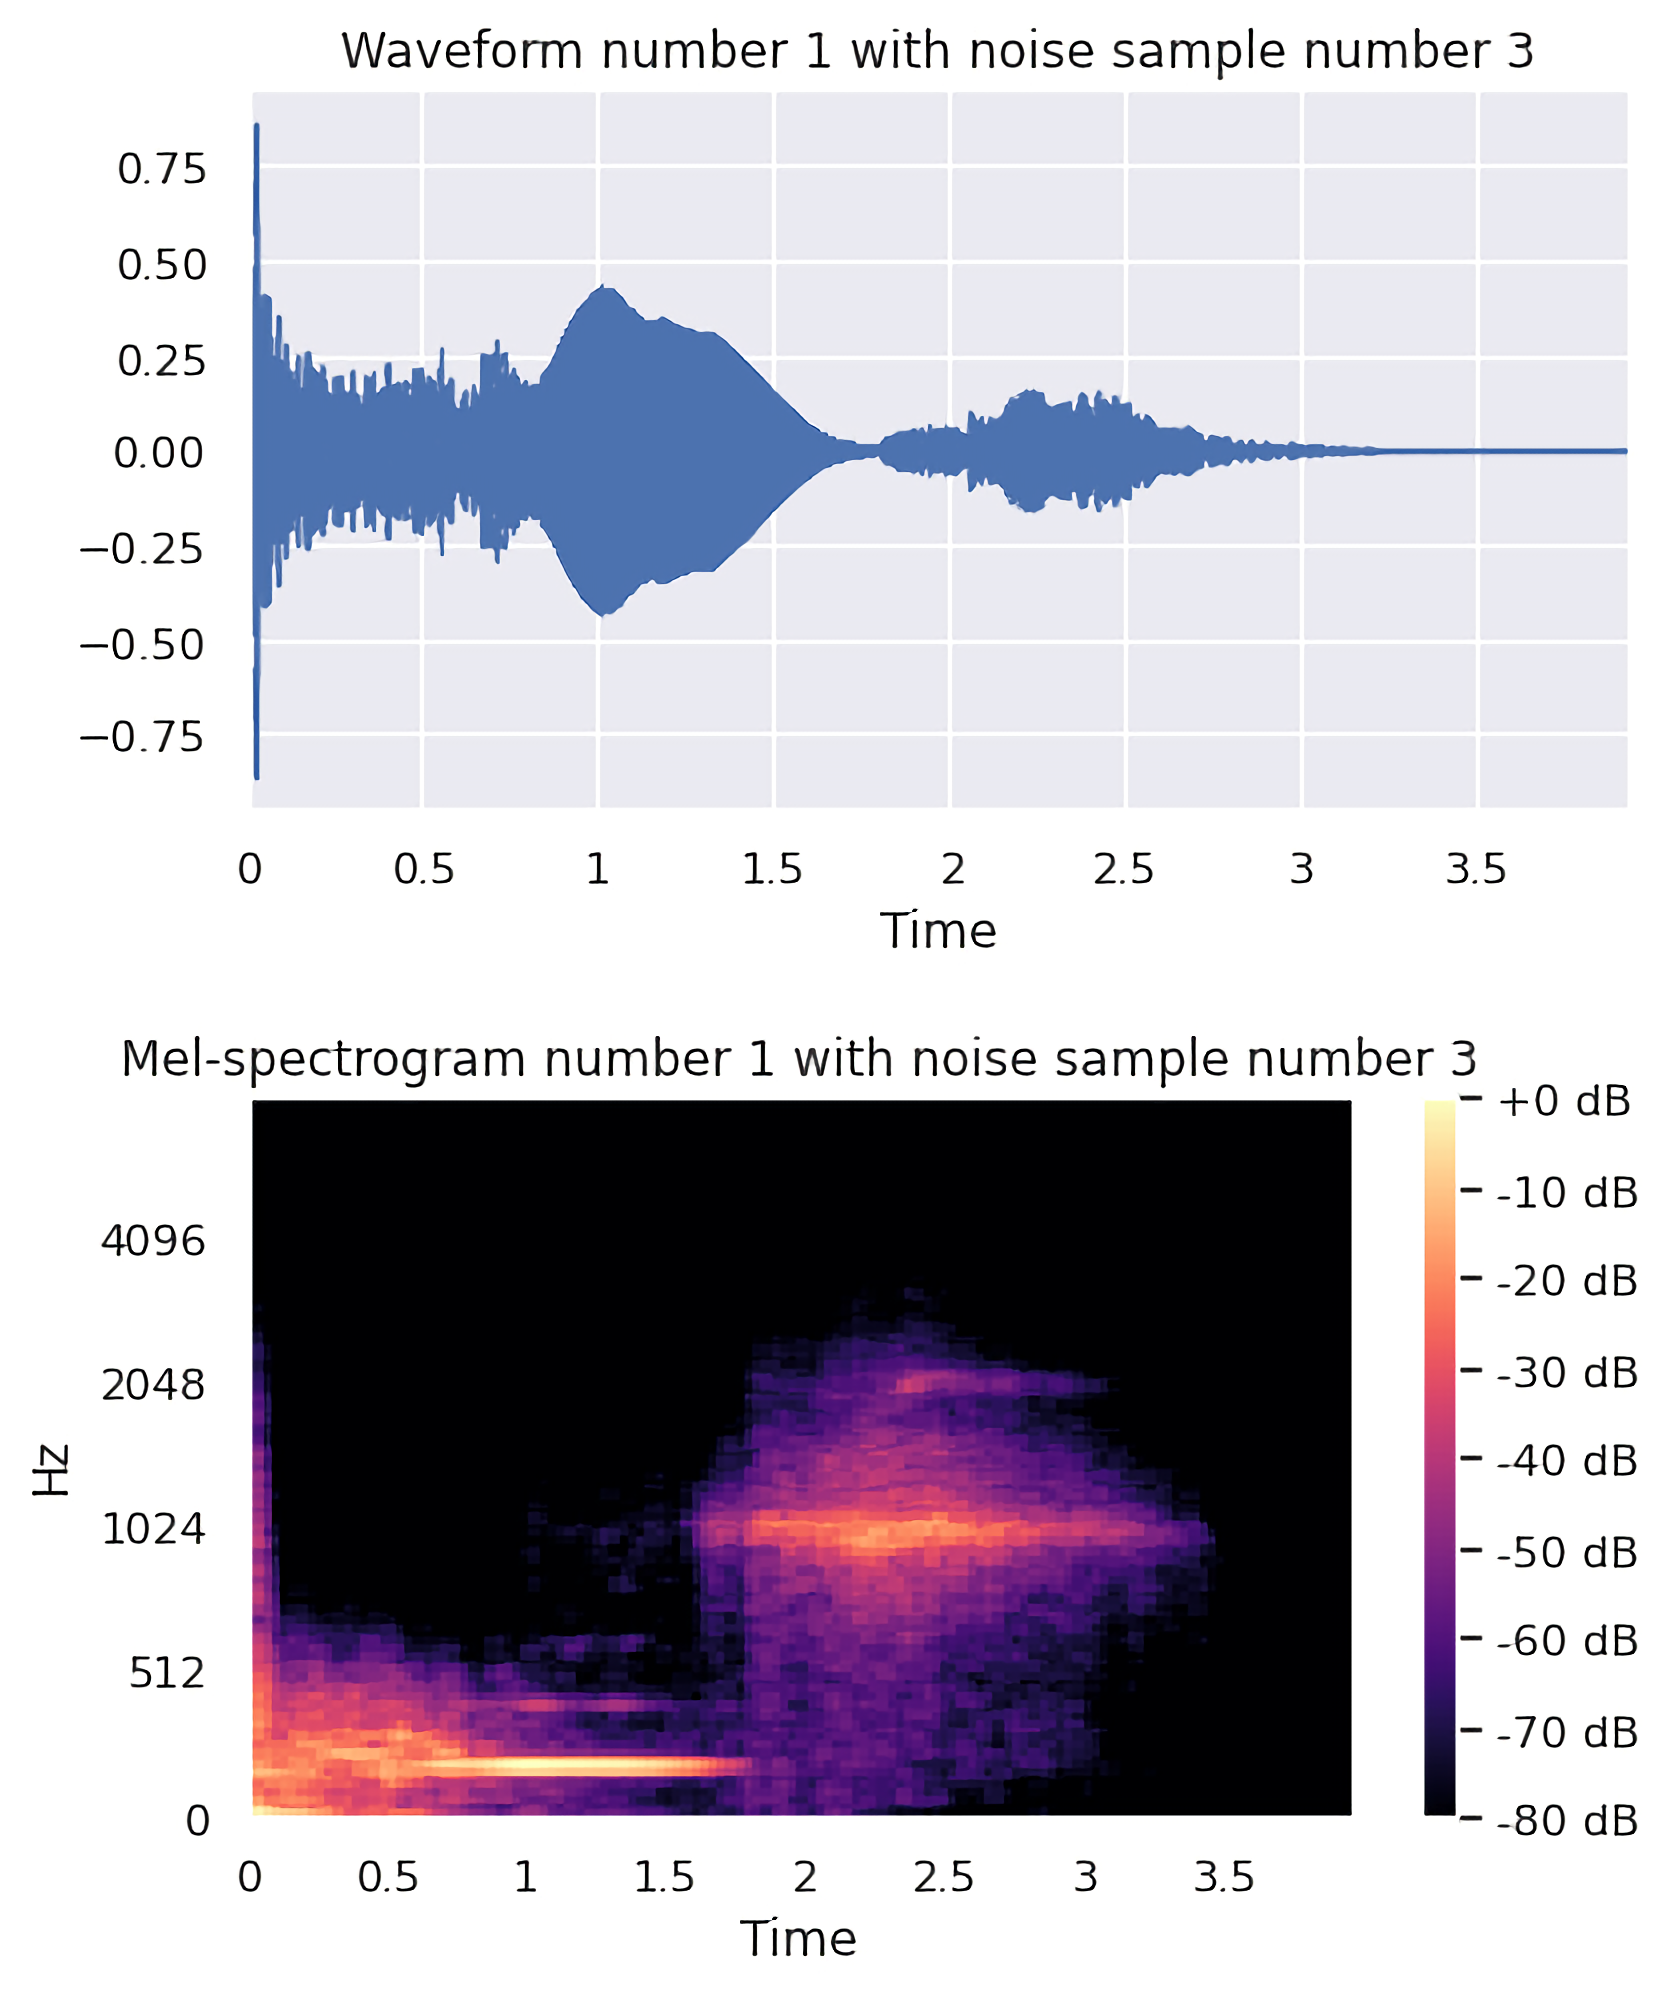 Waveform number 1 with noise sample number 3
0.75
0.50
0.25
0.00
−0.25
−0.50
−0.75
0 0.5 1 1.5 2 2.5 3 3.5
Time
Mel-spectrogram number 1 with noise sample number 3
+0 dB
-10 dB
-20 dB
-30 dB
-40 dB
-50 dB
-60 dB
-70 dB
-80 dB
4096
2048
1024
512
0
Hz
0 0.5 1 1.5 2 2.5 3 3.5
Time